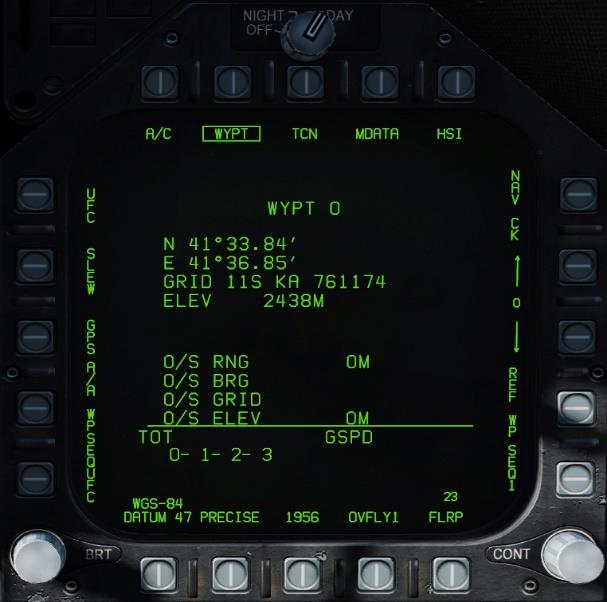 NIGHT DAY
OFF
A/C WYPT TCN MDATA HSI
UFC
SLEW
GPS A/A
WPSEQUFC
NAV CK
0
REF WP
SEQ1
WYPT 0
N 41°33.84′
E 41°36.85′
GRID 11S KA 761174
ELEV 2438M
O/S RNG 0M
O/S BRG
O/S GRID
O/S ELEV 0M
TOT GSPD
0- 1- 2- 3
WGS-84 23
DATUM 47 PRECISE 1956 OVFLY1 FLRP
BRT CONT